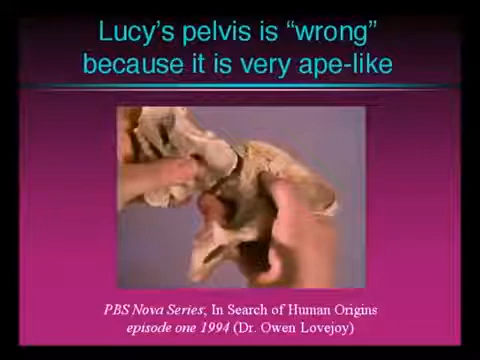 Lucy's pelvis is “wrong”
because it is very ape-like
PBS Nova Series, In Search of Human Origins
episode one 1994 (Dr. Owen Lovejoy)